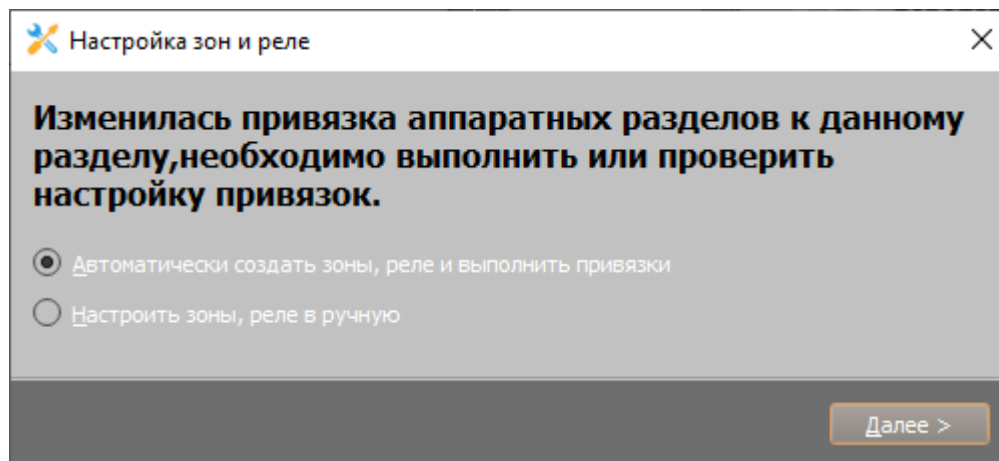 Настройка зон и реле
Изменилась привязка аппаратных разделов к данному
разделу,необходимо выполнить или проверить
настройку привязок.
Автоматически создать зоны, реле и выполнить привязки
Настроить зоны, реле в ручную
Далее >